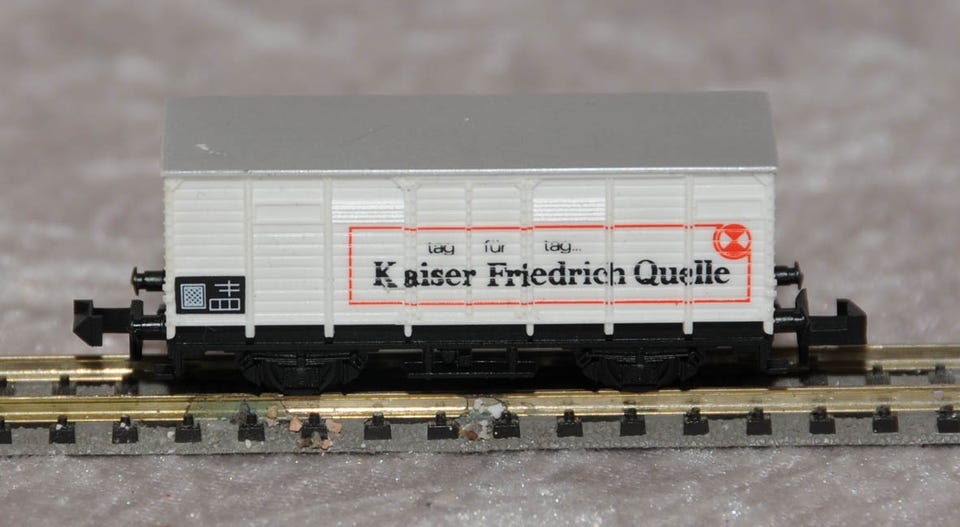 tag für tag...
Kaiser Friedrich Quelle